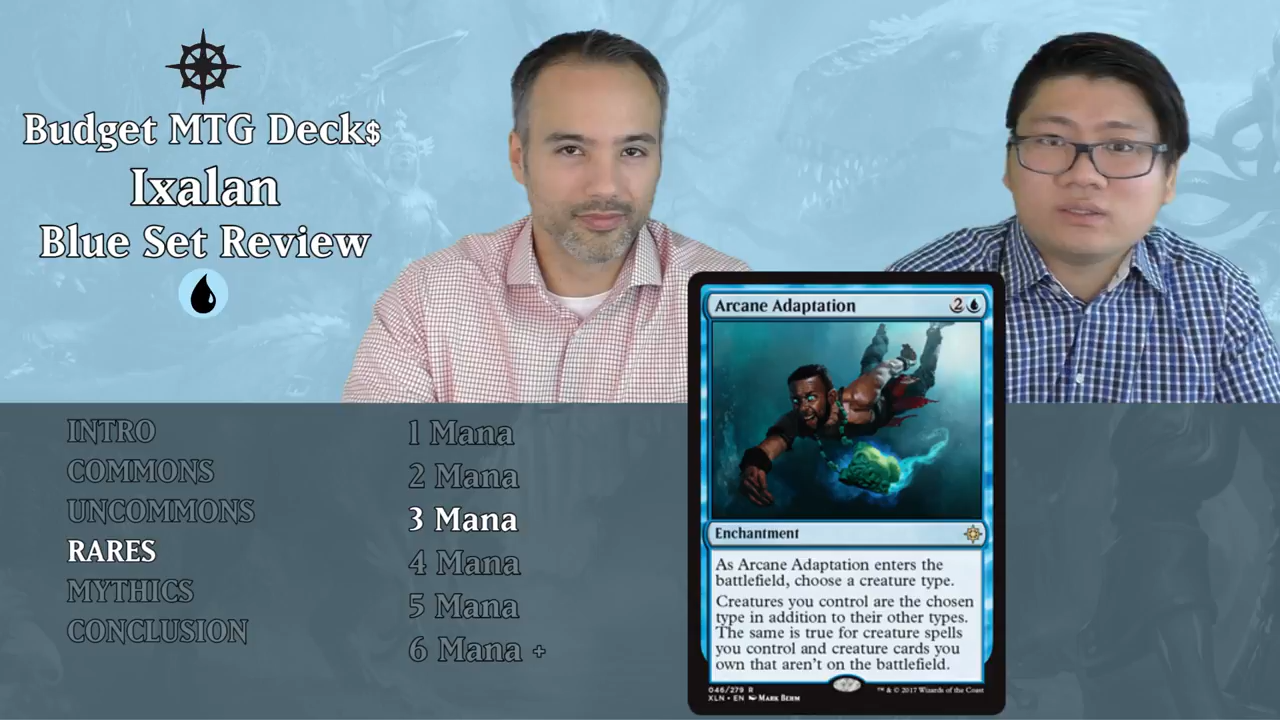 Budget MTG Deck$
Ixalan
Blue Set Review
INTRO
COMMONS
UNCOMMONS
RARES
MYTHICS
CONCLUSION
1 Mana
2 Mana
3 Mana
4 Mana
5 Mana
6 Mana +
Arcane Adaptation 2
Enchantment
As Arcane Adaptation enters the
battlefield, choose a creature type.
Creatures you control are the chosen
type in addition to their other types.
The same is true for creature spells
you control and creature cards you
own that aren't on the battlefield.
046/279 R
XLN • EN MARK BEHM
™ & © 2017 Wizards of the Coast